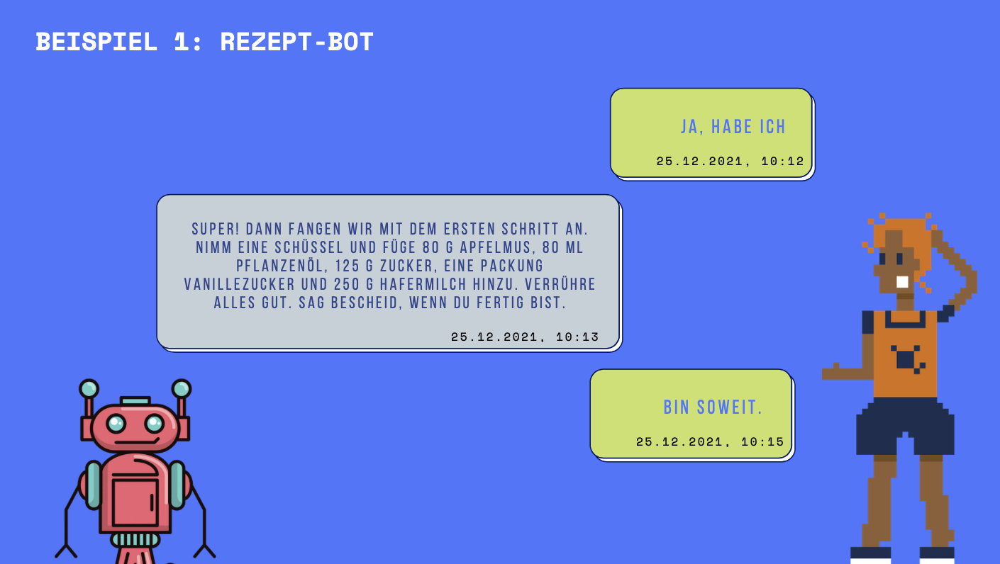 BEISPIEL 1: REZEPT-BOT
JA, HABE ICH
25.12.2021, 10:12
SUPER! DANN FANGEN WIR MIT DEM ERSTEN SCHRITT AN.
NIMM EINE SCHÜSSEL UND FÜGE 80 G APFELMUS, 80 ML
PFLANZENÖL, 125 G ZUCKER, EINE PACKUNG
VANILLEZUCKER UND 250 G HAFERMILCH HINZU. VERRÜHRE
ALLES GUT. SAG BESCHEID, WENN DU FERTIG BIST.
25.12.2021, 10:13
BIN SOWEIT.
25.12.2021, 10:15